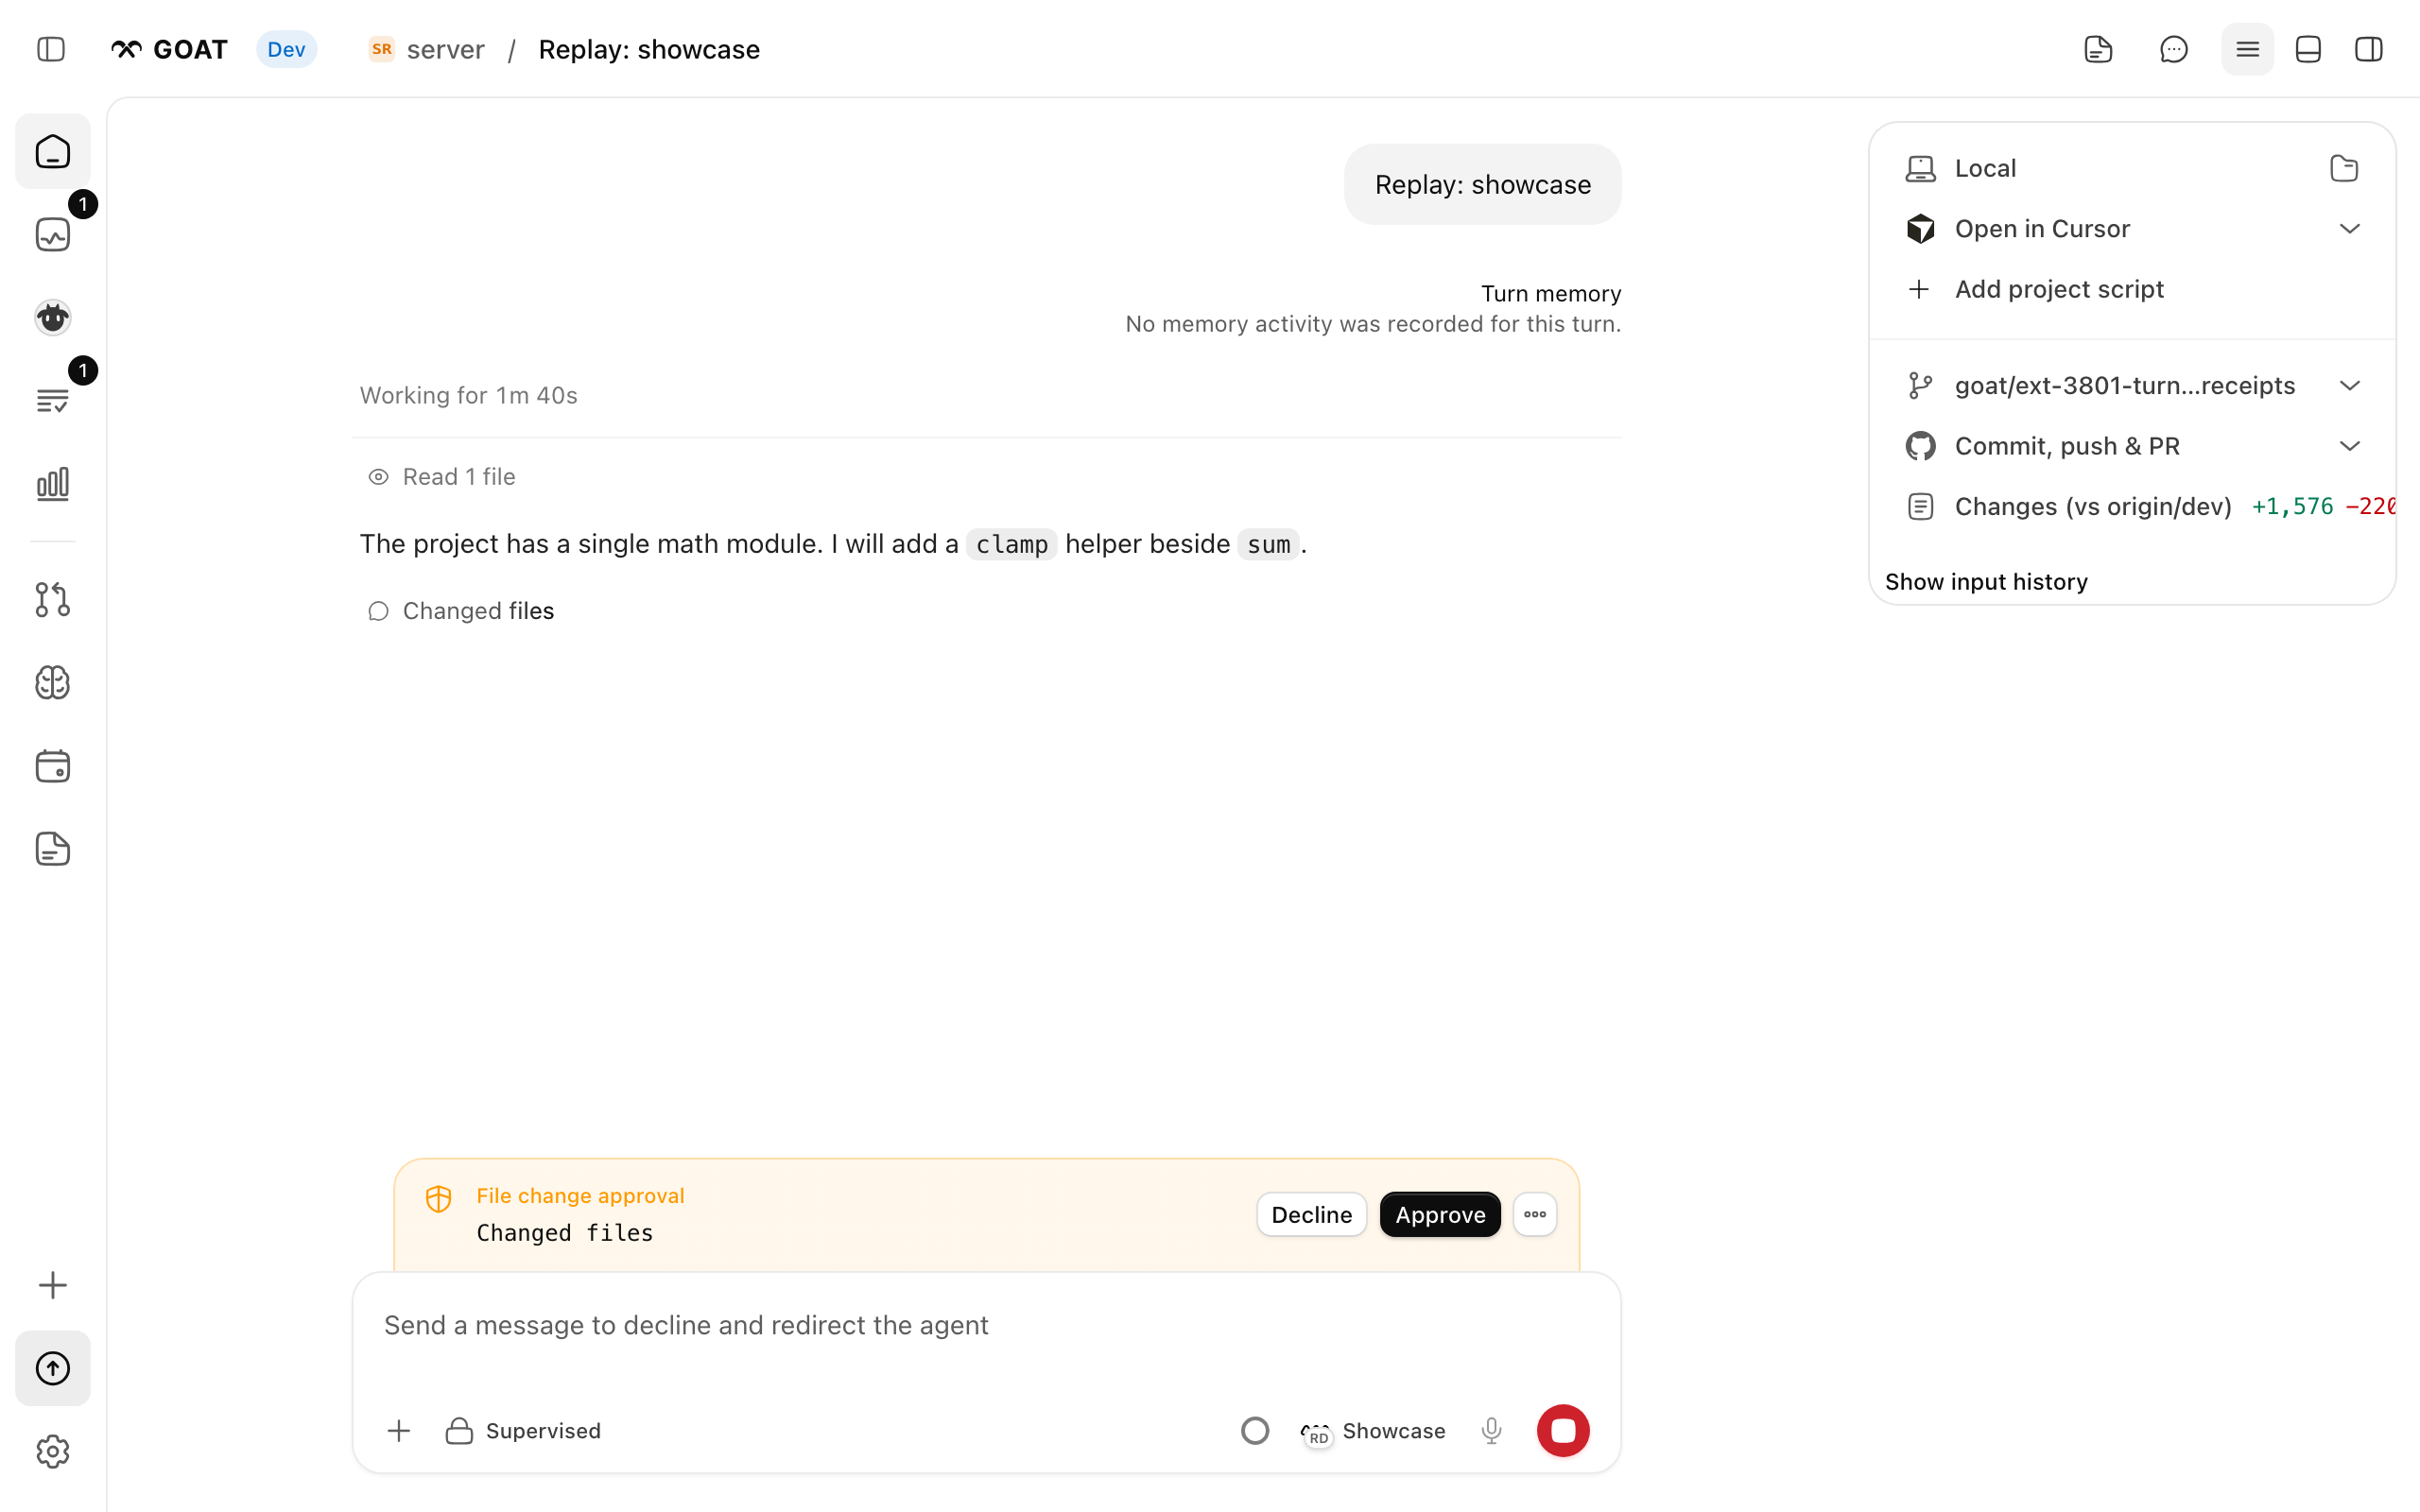 GOAT Dev SR server / Replay: showcase
1
1
Replay: showcase
Turn memory
No memory activity was recorded for this turn.
Working for 1m 40s
Read 1 file
The project has a single math module. I will add a clamp helper beside sum.
Changed files
File change approval
Changed files
Decline Approve
Send a message to decline and redirect the agent
Supervised
RD Showcase
Local
Open in Cursor
Add project script
goat/ext-3801-turn...receipts
Commit, push & PR
Changes (vs origin/dev) +1,576 −220
Show input history